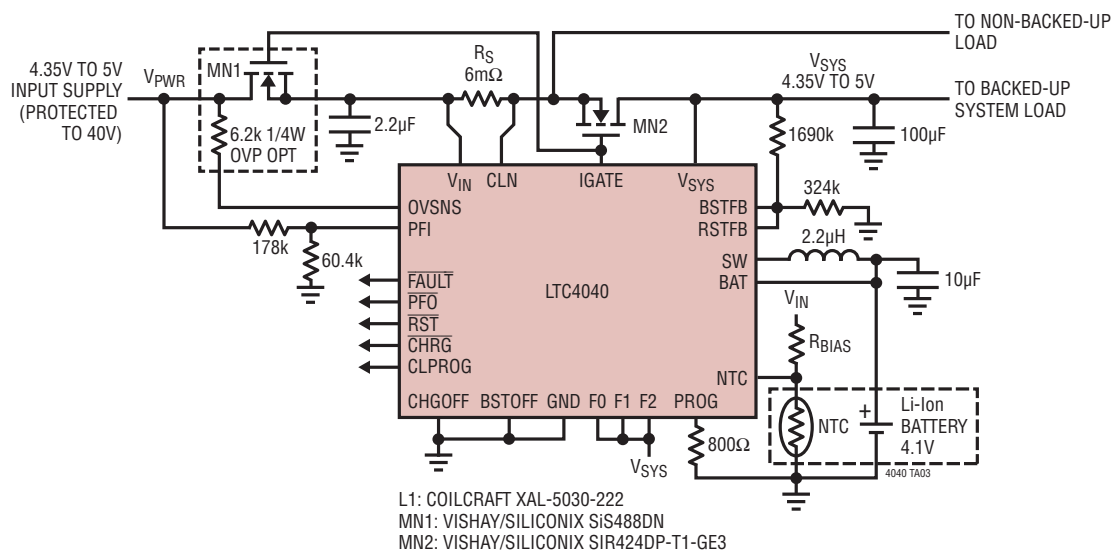 TO NON-BACKED-UP
LOAD
4.35V TO 5V
INPUT SUPPLY
(PROTECTED
TO 40V)
VPWR
MN1
RS
6mΩ
VSYS
4.35V TO 5V
TO BACKED-UP
SYSTEM LOAD
2.2µF
MN2
1690k
100µF
6.2k 1/4W
OVP OPT
VIN
CLN
IGATE
VSYS
324k
OVSNS
BSTFB
PFI
RSTFB
178k
60.4k
2.2µH
SW
10µF
BAT
FAULT
LTC4040
PFO
VIN
RST
RBIAS
CHRG
CLPROG
NTC
CHGOFF
BSTOFF
GND
F0
F1
F2
PROG
NTC
+
Li-Ion
BATTERY
4.1V
800Ω
VSYS
4040 TA03
L1: COILCRAFT XAL-5030-222
MN1: VISHAY/SILICONIX SiS488DN
MN2: VISHAY/SILICONIX SIR424DP-T1-GE3